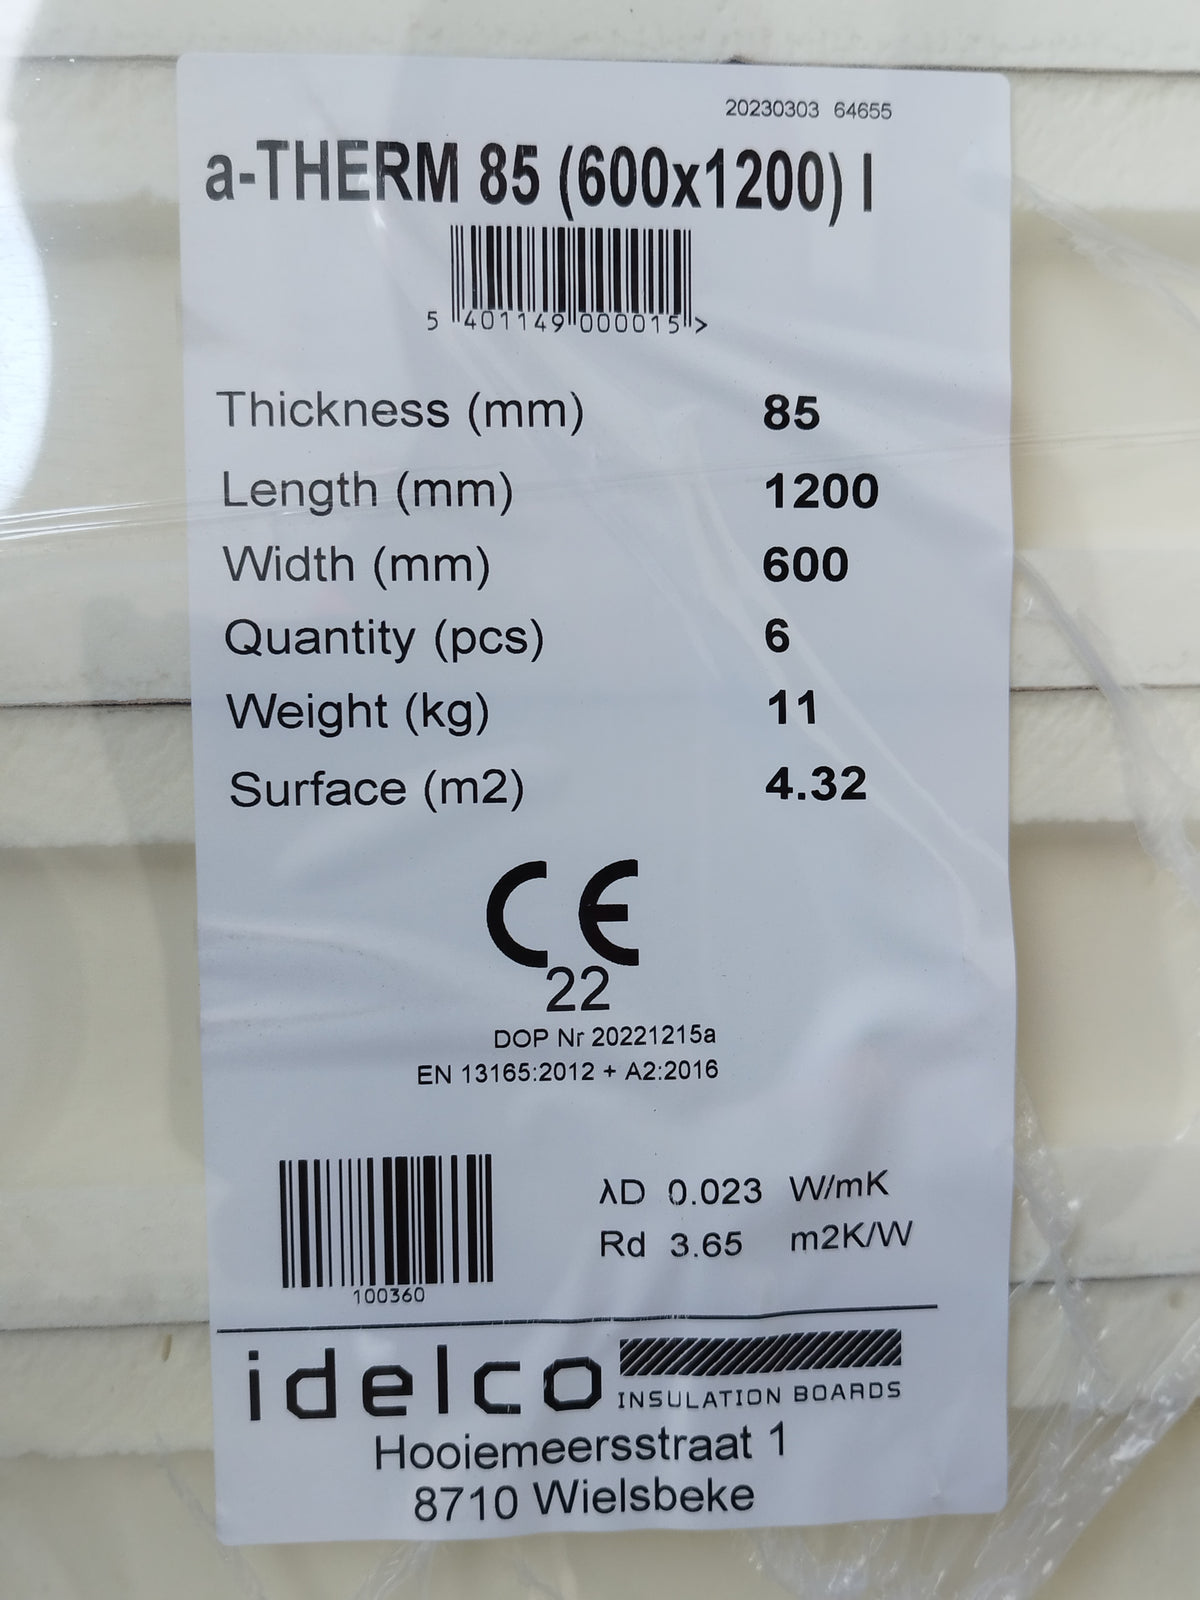 20230303 64655
a-THERM 85 (600x1200) I
5 401149 000015 >
Thickness (mm) 85
Length (mm) 1200
Width (mm) 600
Quantity (pcs) 6
Weight (kg) 11
Surface (m2) 4.32
CE
22
DOP Nr 20221215a
EN 13165:2012 + A2:2016
λD 0.023 W/mK
Rd 3.65 m2K/W
100360
idelco
INSULATION BOARDS
Hooiemeersstraat 1
8710 Wielsbeke